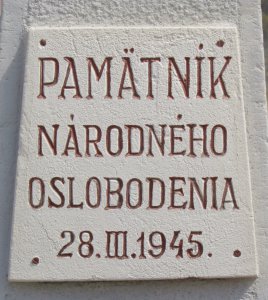 PAMÄTNÍK
NÁRODNÉHO
OSLOBODENIA
28.III.1945.